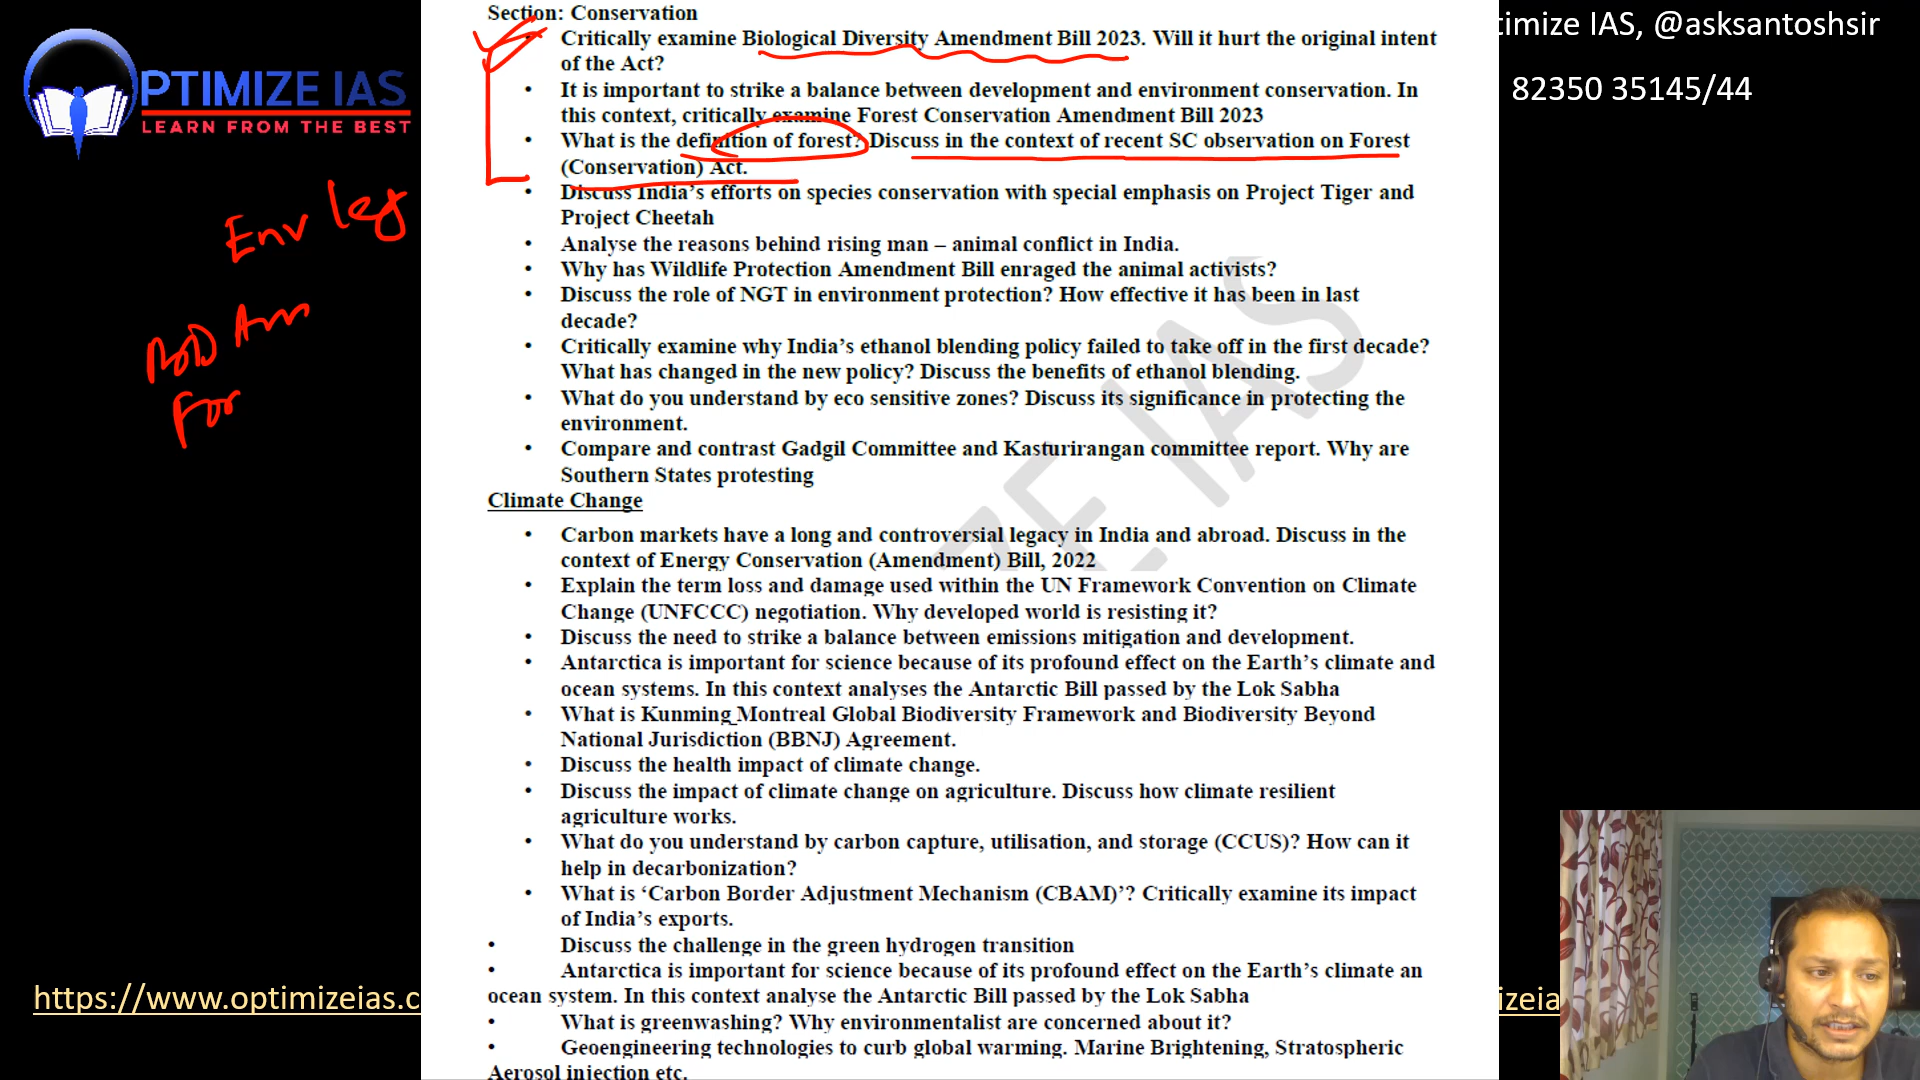 Section: Conservation
• Critically examine Biological Diversity Amendment Bill 2023. Will it hurt the original intent
of the Act?
• It is important to strike a balance between development and environment conservation. In
this context, critically examine Forest Conservation Amendment Bill 2023
• What is the definition of forest? Discuss in the context of recent SC observation on Forest
(Conservation) Act.
• Discuss India’s efforts on species conservation with special emphasis on Project Tiger and
Project Cheetah
• Analyse the reasons behind rising man – animal conflict in India.
• Why has Wildlife Protection Amendment Bill enraged the animal activists?
• Discuss the role of NGT in environment protection? How effective it has been in last
decade?
• Critically examine why India’s ethanol blending policy failed to take off in the first decade?
What has changed in the new policy? Discuss the benefits of ethanol blending.
• What do you understand by eco sensitive zones? Discuss its significance in protecting the
environment.
• Compare and contrast Gadgil Committee and Kasturirangan committee report. Why are
Southern States protesting
Climate Change
• Carbon markets have a long and controversial legacy in India and abroad. Discuss in the
context of Energy Conservation (Amendment) Bill, 2022
• Explain the term loss and damage used within the UN Framework Convention on Climate
Change (UNFCCC) negotiation. Why developed world is resisting it?
• Discuss the need to strike a balance between emissions mitigation and development.
• Antarctica is important for science because of its profound effect on the Earth’s climate and
ocean systems. In this context analyses the Antarctic Bill passed by the Lok Sabha
• What is Kunming_Montreal Global Biodiversity Framework and Biodiversity Beyond
National Jurisdiction (BBNJ) Agreement.
• Discuss the health impact of climate change.
• Discuss the impact of climate change on agriculture. Discuss how climate resilient
agriculture works.
• What do you understand by carbon capture, utilisation, and storage (CCUS)? How can it
help in decarbonization?
• What is ‘Carbon Border Adjustment Mechanism (CBAM)’? Critically examine its impact
of India’s exports.
• Discuss the challenge in the green hydrogen transition
• Antarctica is important for science because of its profound effect on the Earth’s climate an
ocean system. In this context analyse the Antarctic Bill passed by the Lok Sabha
• What is greenwashing? Why environmentalist are concerned about it?
• Geoengineering technologies to curb global warming. Marine Brightening, Stratospheric
Aerosol injection etc.
PTIMIZE IAS
LEARN FROM THE BEST
Env leg
BOD Am
For
https://www.optimizeias.c
timize IAS, @asksantoshsir
82350 35145/44
izeia
ZE IAS